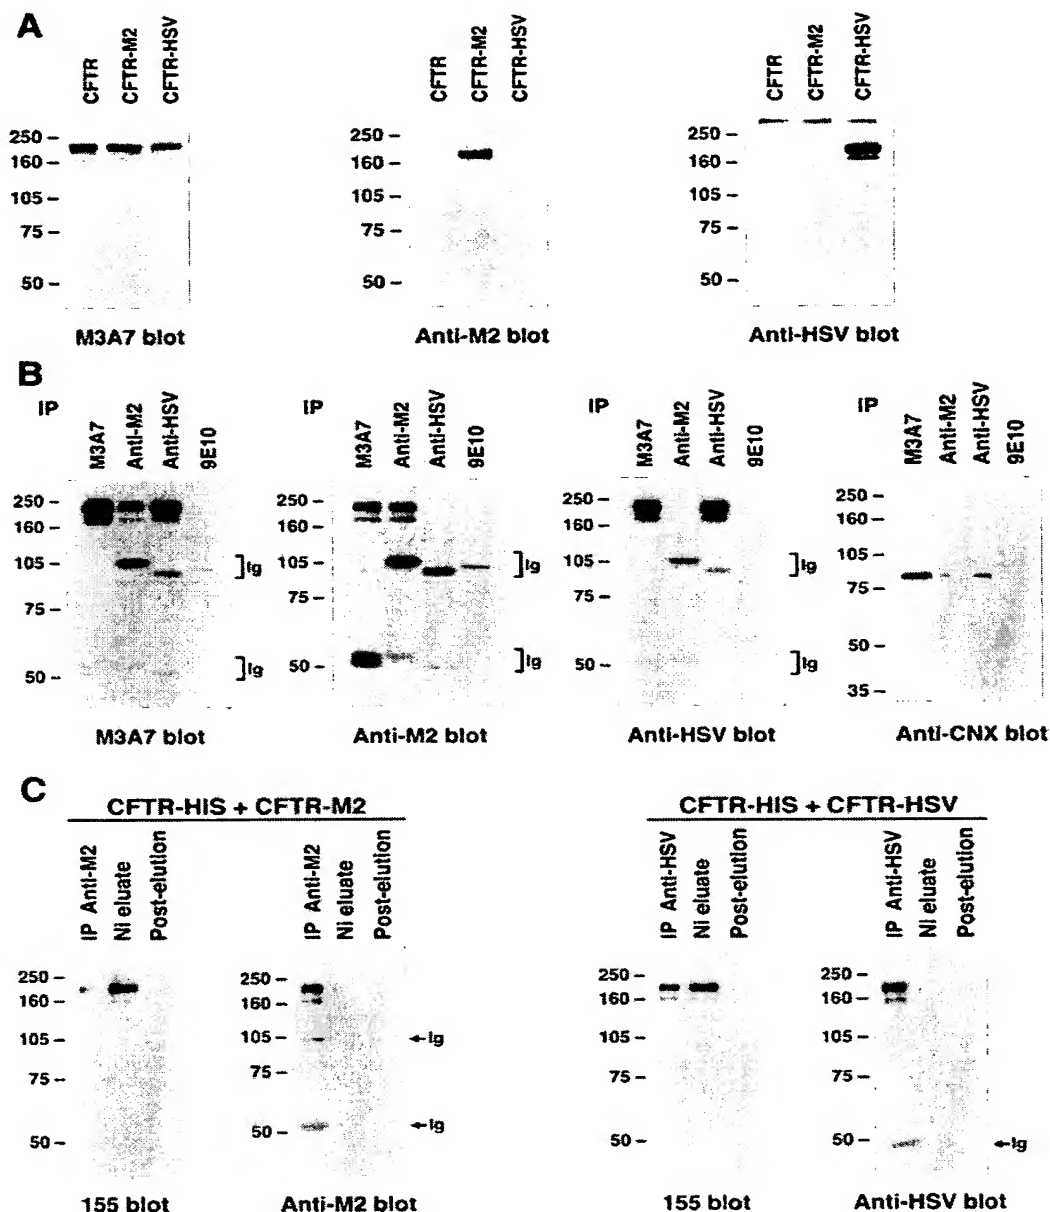 A
CFTR
CFTR-M2
CFTR-HSV
250 –
160 –
105 –
75 –
50 –
M3A7 blot
CFTR
CFTR-M2
CFTR-HSV
250 –
160 –
105 –
75 –
50 –
Anti-M2 blot
CFTR
CFTR-M2
CFTR-HSV
250 –
160 –
105 –
75 –
50 –
Anti-HSV blot
B
IP
M3A7
Anti-M2
Anti-HSV
9E10
250 –
160 –
105 –
75 –
50 –
]Ig
]Ig
M3A7 blot
IP
M3A7
Anti-M2
Anti-HSV
9E10
250 –
160 –
105 –
75 –
50 –
]Ig
]Ig
Anti-M2 blot
IP
M3A7
Anti-M2
Anti-HSV
9E10
250 –
160 –
105 –
75 –
50 –
]Ig
]Ig
Anti-HSV blot
IP
M3A7
Anti-M2
Anti-HSV
9E10
250 –
160 –
105 –
75 –
50 –
35 –
Anti-CNX blot
C
CFTR-HIS + CFTR-M2
IP Anti-M2
Ni eluate
Post-elution
250 –
160 –
105 –
75 –
50 –
155 blot
IP Anti-M2
Ni eluate
Post-elution
250 –
160 –
105 –
75 –
50 –
←Ig
←Ig
Anti-M2 blot
CFTR-HIS + CFTR-HSV
IP Anti-HSV
Ni eluate
Post-elution
250 –
160 –
105 –
75 –
50 –
155 blot
IP Anti-HSV
Ni eluate
Post-elution
250 –
160 –
105 –
75 –
50 –
←Ig
Anti-HSV blot